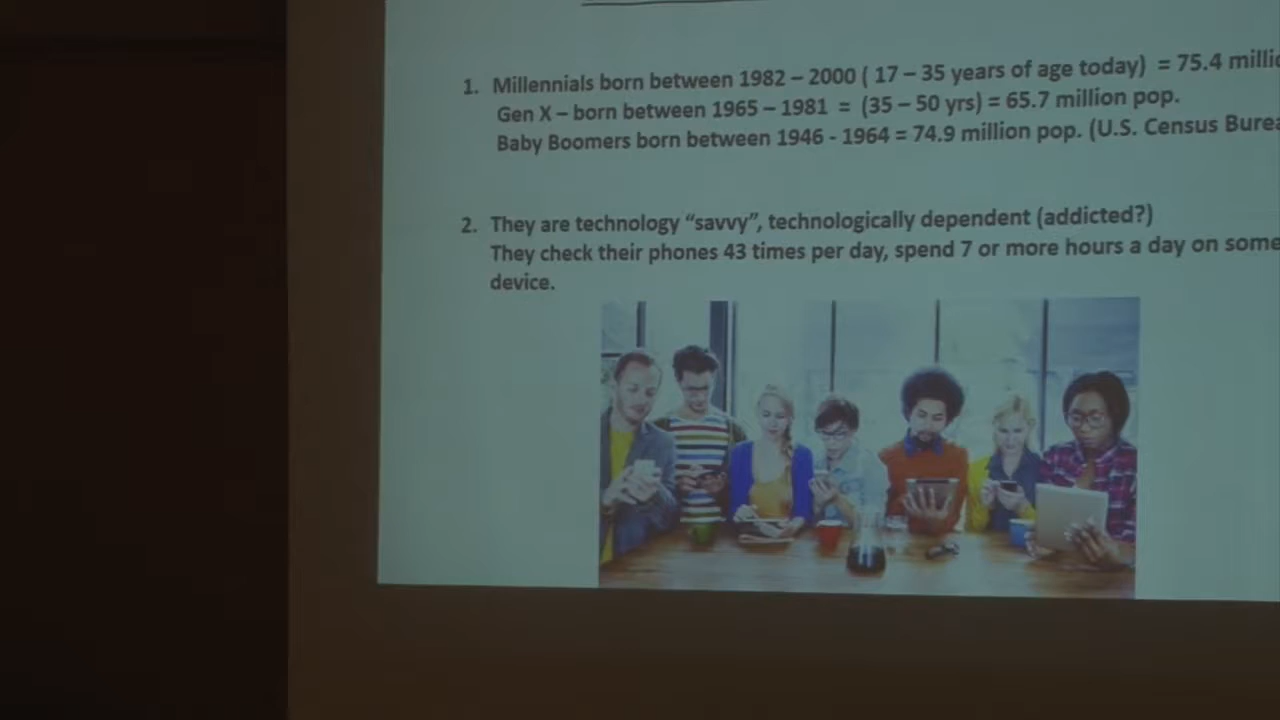 1. Millennials born between 1982 – 2000 ( 17 – 35 years of age today) = 75.4
Gen X – born between 1965 – 1981 = (35 – 50 yrs) = 65.7 million pop.
Baby Boomers born between 1946 - 1964 = 74.9 million pop. (U.S. Census
2. They are technology “savvy”, technologically dependent (addicted?)
They check their phones 43 times per day, spend 7 or more hours a day on some
device.